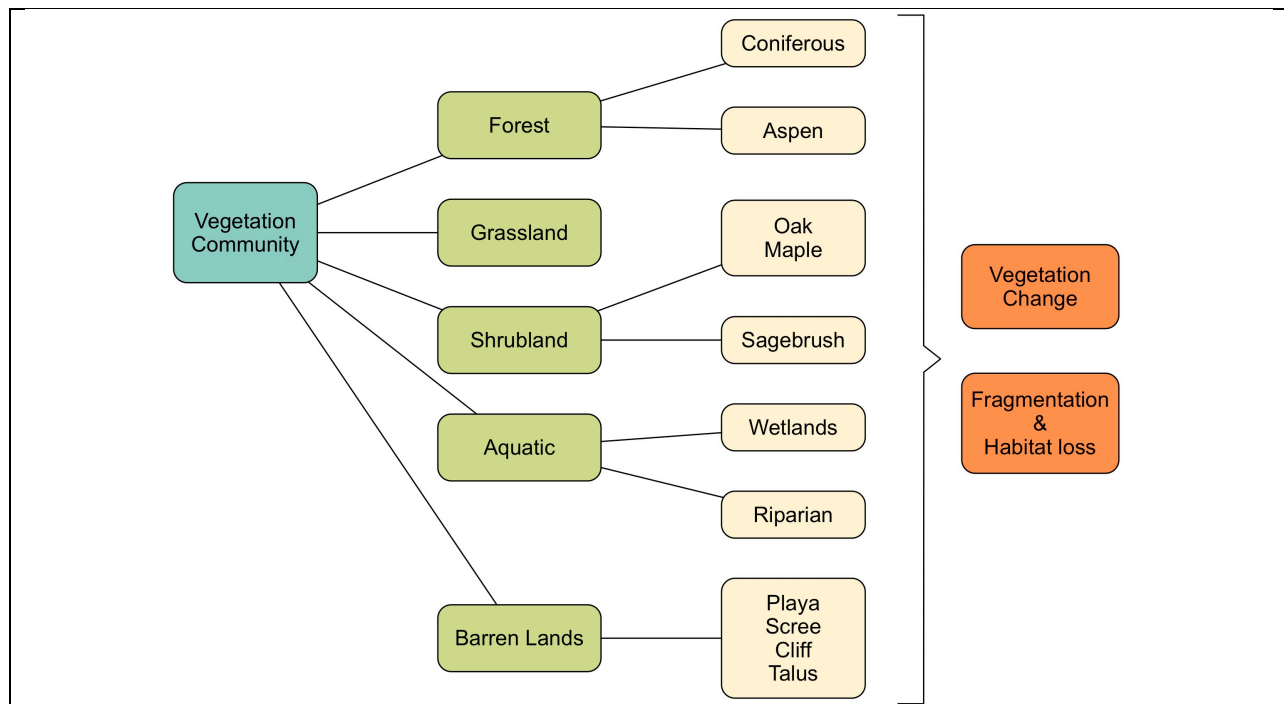 Vegetation
Community
Forest
Grassland
Shrubland
Aquatic
Barren Lands
Coniferous
Aspen
Oak
Maple
Sagebrush
Wetlands
Riparian
Playa
Scree
Cliff
Talus
Vegetation
Change
Fragmentation
&
Habitat loss